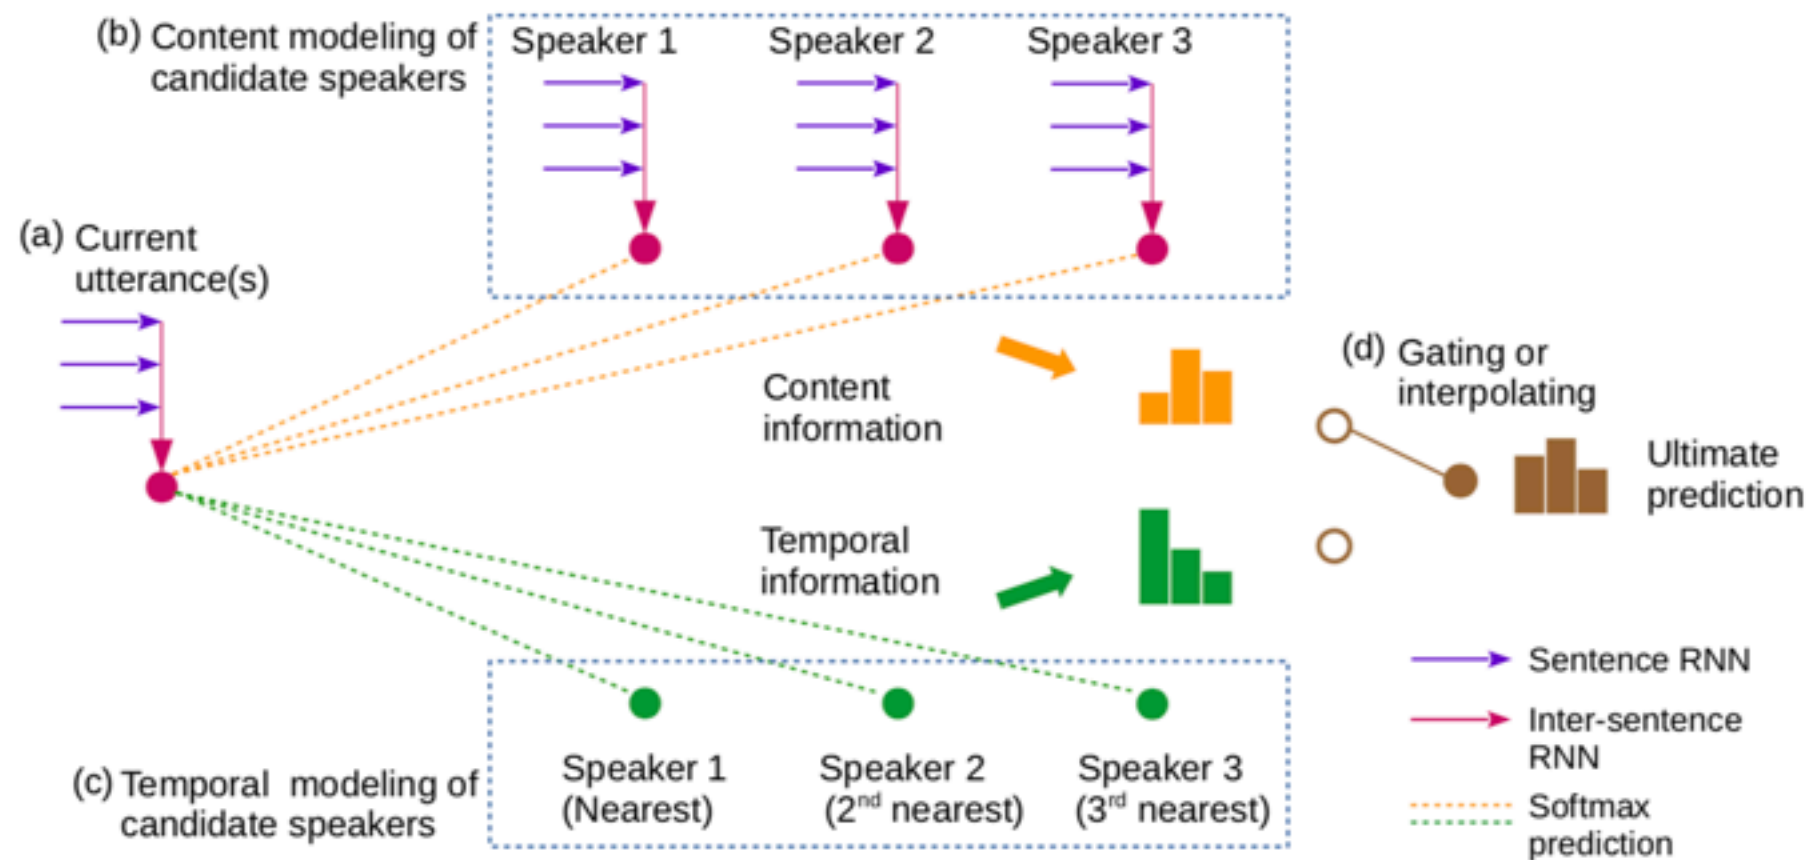 (b) Content modeling of
candidate speakers
Speaker 1
Speaker 2
Speaker 3
(a) Current
utterance(s)
Content
information
(d) Gating or
interpolating
Ultimate
prediction
Temporal
information
Sentence RNN
Inter-sentence
RNN
Softmax
prediction
(c) Temporal modeling of
candidate speakers
Speaker 1
(Nearest)
Speaker 2
(2nd nearest)
Speaker 3
(3rd nearest)